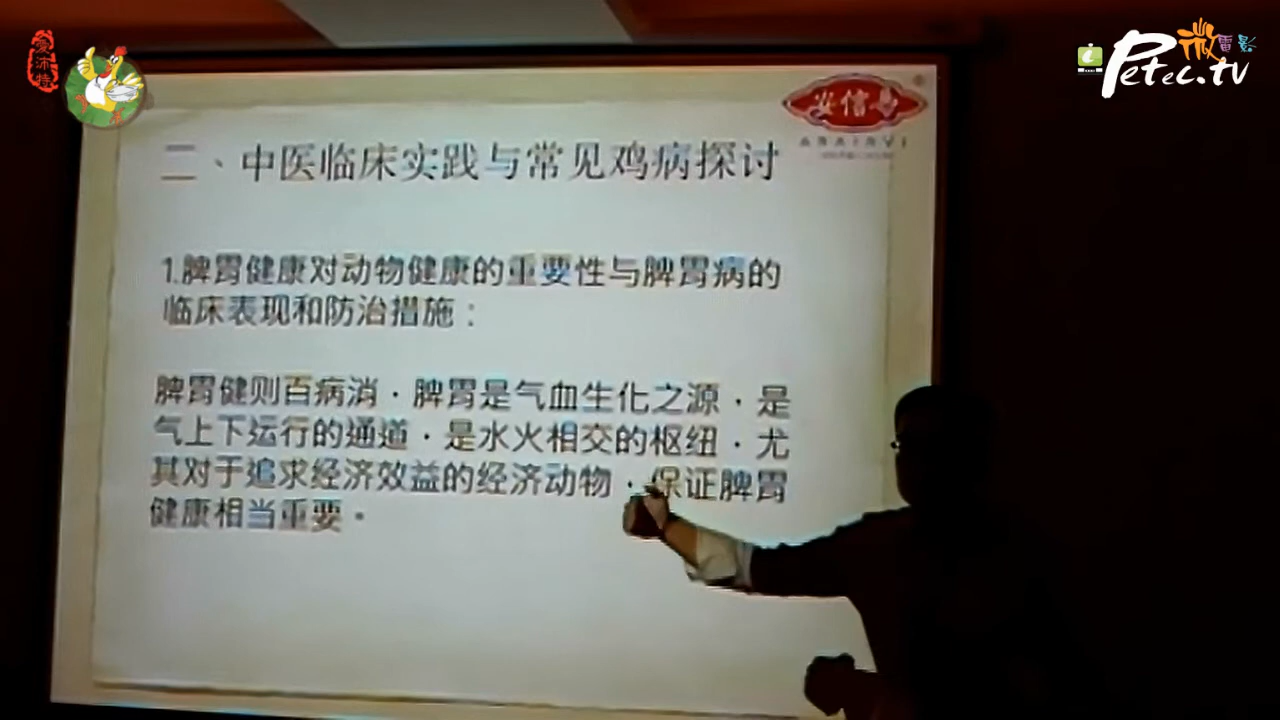 爱沛特
微電影
Petec.tv
安信
二、中医临床实践与常见鸡病探讨
1.脾胃健康对动物健康的重要性与脾胃病的
临床表现和防治措施：
脾胃健则百病消，脾胃是气血生化之源，是
气上下运行的通道，是水火相交的枢纽，尤
其对于追求经济效益的经济动物，保证脾胃
健康相当重要。